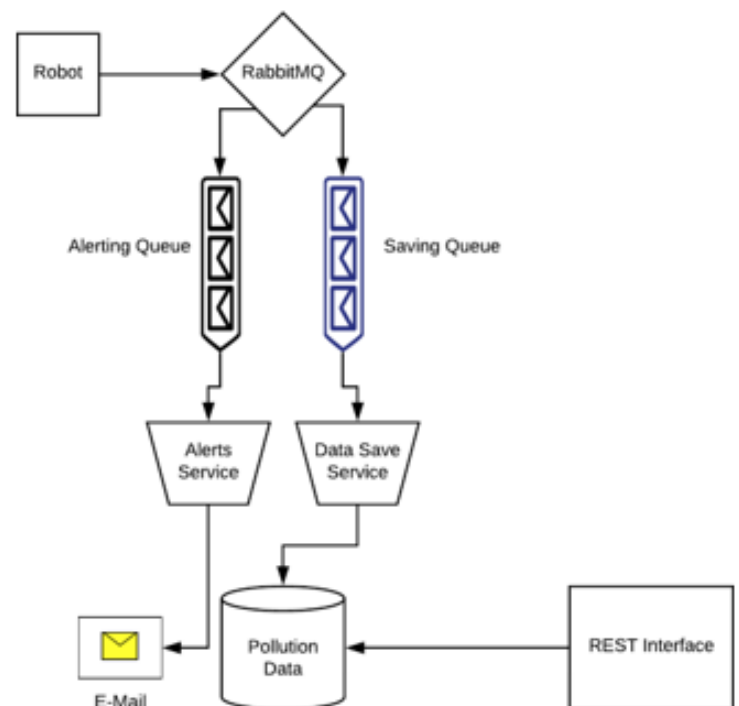 Robot
RabbitMQ
Alerting Queue
Saving Queue
Alerts
Service
Data Save
Service
Pollution
Data
REST Interface
E-Mail